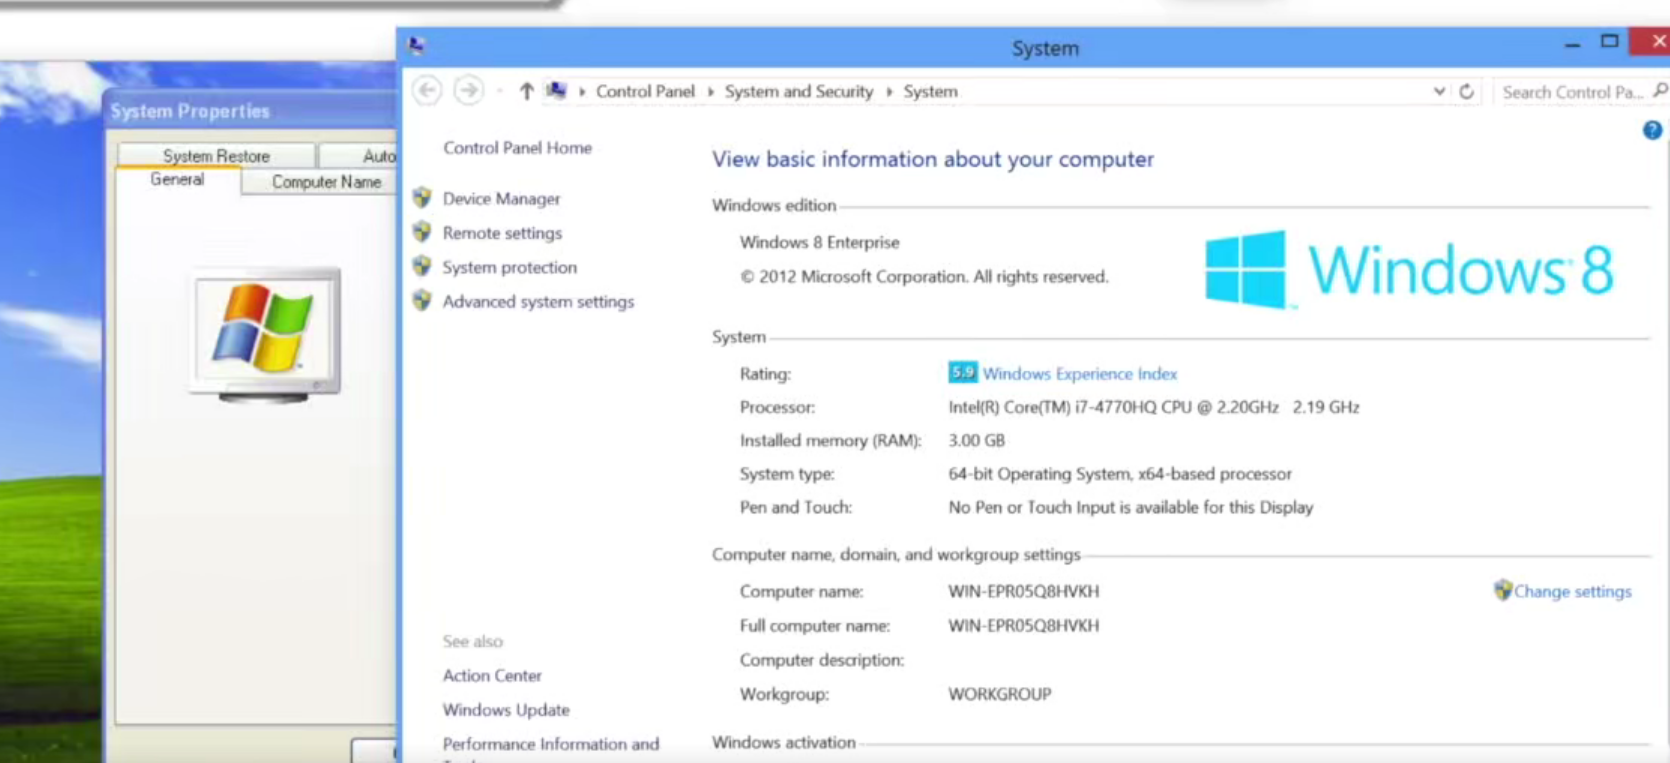 System
Control Panel
System and Security
System
Search Control Pa...
System Properties
System Restore
Auto
General
Computer Name
Control Panel Home
Device Manager
Remote settings
System protection
Advanced system settings
See also
Action Center
Windows Update
Performance Information and
View basic information about your computer
Windows edition
Windows 8 Enterprise
© 2012 Microsoft Corporation. All rights reserved.
Windows 8
System
Rating: 5.9 Windows Experience Index
Processor: Intel(R) Core(TM) i7-4770HQ CPU @ 2.20GHz 2.19 GHz
Installed memory (RAM): 3.00 GB
System type: 64-bit Operating System, x64-based processor
Pen and Touch: No Pen or Touch Input is available for this Display
Computer name, domain, and workgroup settings
Computer name: WIN-EPR05Q8HVKH
Change settings
Full computer name: WIN-EPR05Q8HVKH
Computer description:
Workgroup: WORKGROUP
Windows activation